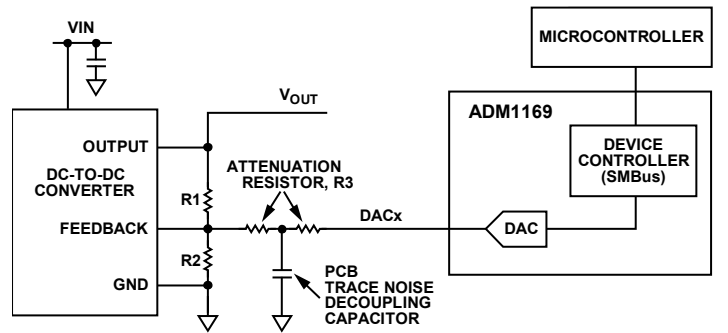 VIN
MICROCONTROLLER
VOUT
ADM1169
OUTPUT
DC-TO-DC
CONVERTER
ATTENUATION
RESISTOR, R3
DEVICE
CONTROLLER
(SMBus)
R1
FEEDBACK
DACx
DAC
R2
GND
PCB
TRACE NOISE
DECOUPLING
CAPACITOR